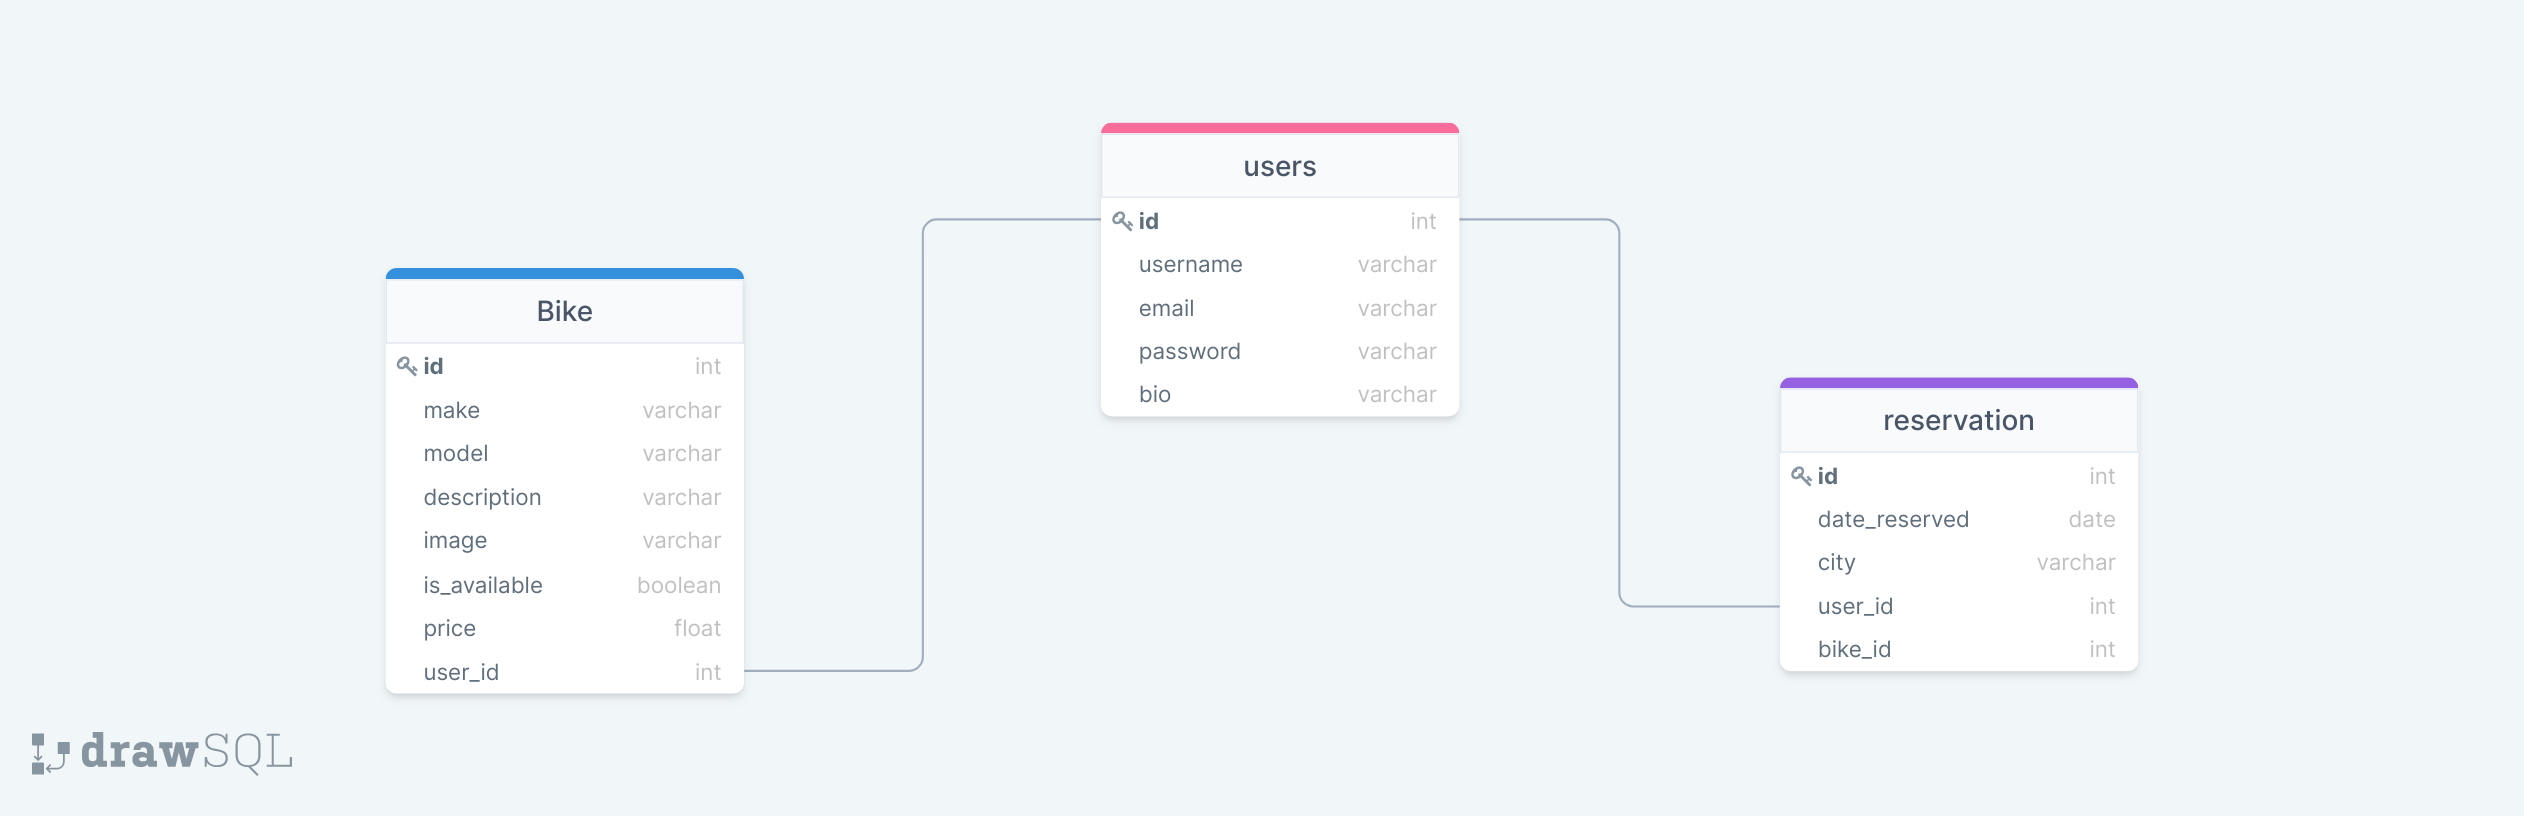 users
id int
username varchar
email varchar
password varchar
bio varchar
Bike
id int
make varchar
model varchar
description varchar
image varchar
is_available boolean
price float
user_id int
reservation
id int
date_reserved date
city varchar
user_id int
bike_id int
drawSQL